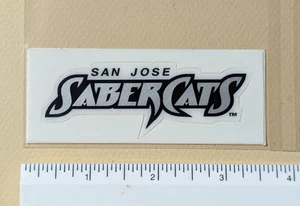 SAN JOSE
SABERCATS
TM
1 2 3 4